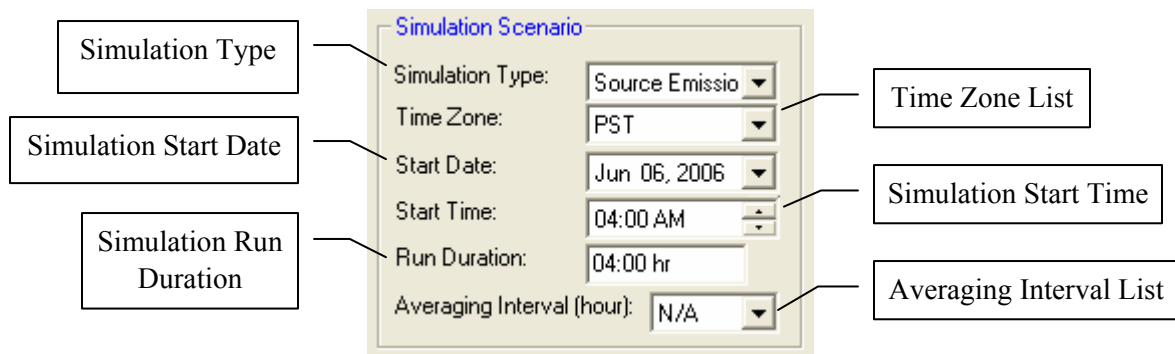 Simulation Scenario
Simulation Type
Simulation Type:
Source Emissio
Time Zone List
Time Zone:
PST
Simulation Start Date
Start Date:
Jun 06, 2006
Simulation Start Time
Start Time:
04:00 AM
Simulation Run
Duration
Run Duration:
04:00 hr
Averaging Interval List
Averaging Interval (hour):
N/A